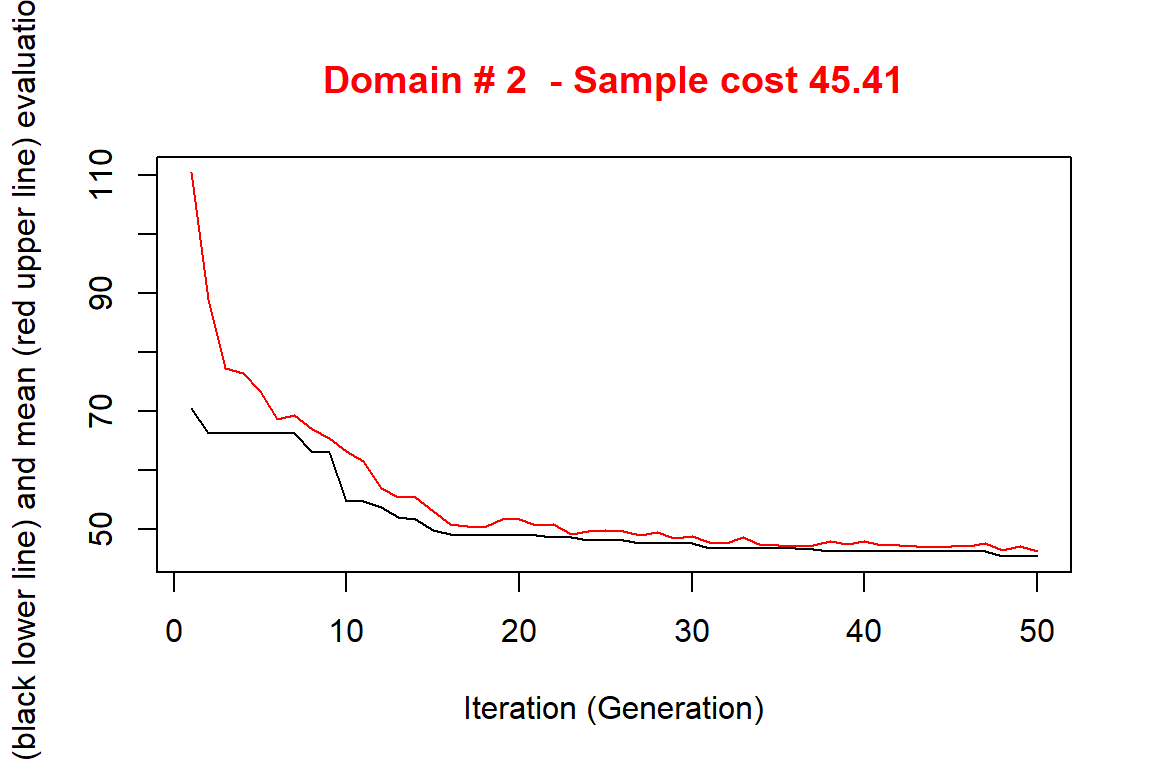 Domain # 2  - Sample cost 45.41
(black lower line) and mean (red upper line) evaluatio
110
90
70
50
0 10 20 30 40 50
Iteration (Generation)